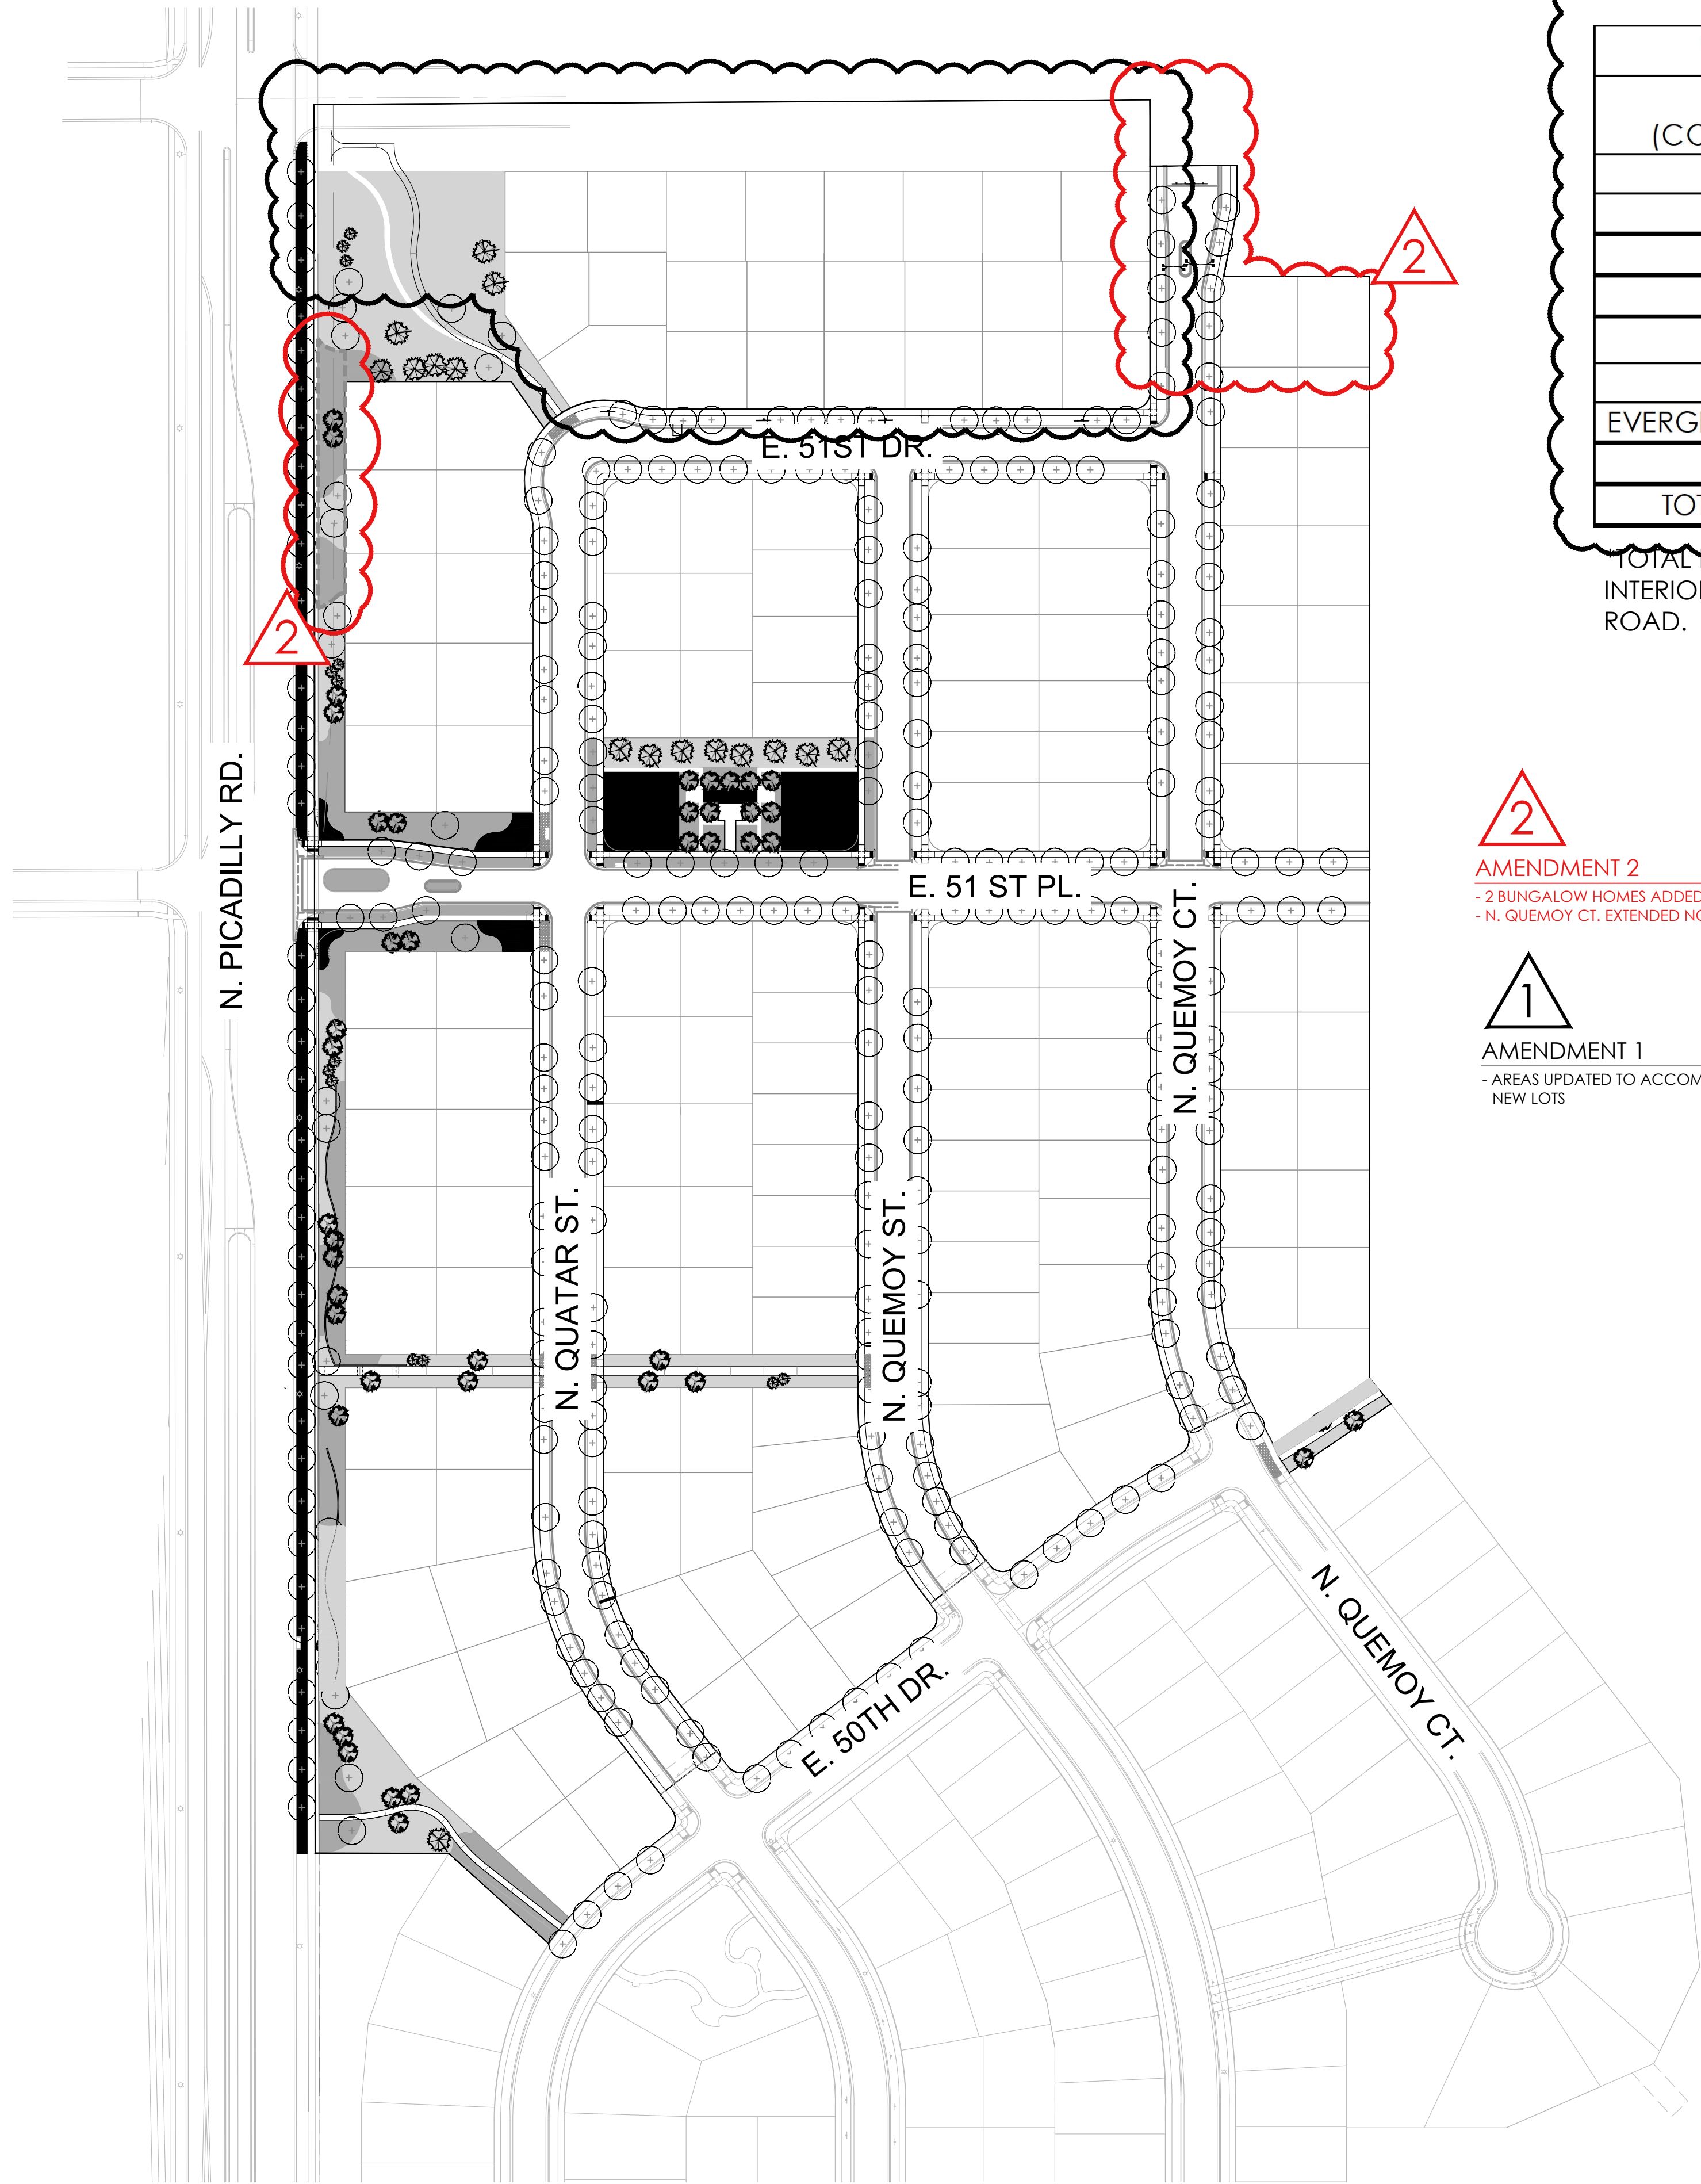 (CO
EVERG
TOT
*TOTAL
INTERIO
ROAD.
2
2
E. 51ST DR.
N. PICADILLY RD.
E. 51 ST PL.
N. QUEMOY CT.
2
AMENDMENT 2
- 2 BUNGALOW HOMES ADDED
- N. QUEMOY CT. EXTENDED NO
1
AMENDMENT 1
- AREAS UPDATED TO ACCOM
NEW LOTS
N. QUATAR ST.
N. QUEMOY ST.
E. 50TH DR.
N. QUEMOY CT.